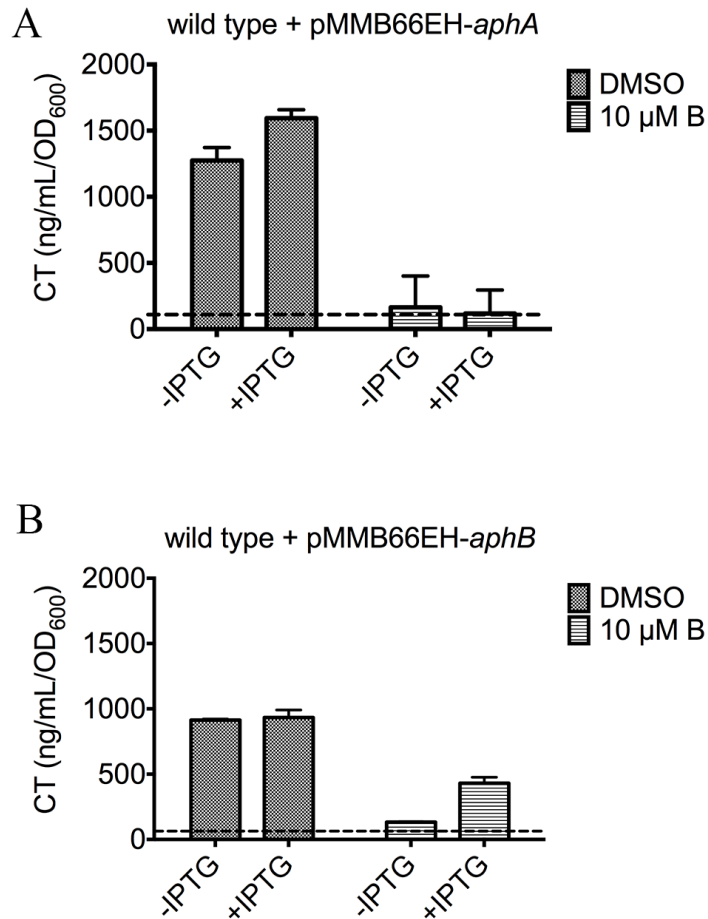 A
wild type + pMMB66EH-aphA
CT (ng/mL/OD600)
2000
1500
1000
500
0
-IPTG
+IPTG
-IPTG
+IPTG
DMSO
10 µM B
B
wild type + pMMB66EH-aphB
CT (ng/mL/OD600)
2000
1500
1000
500
0
-IPTG
+IPTG
-IPTG
+IPTG
DMSO
10 µM B